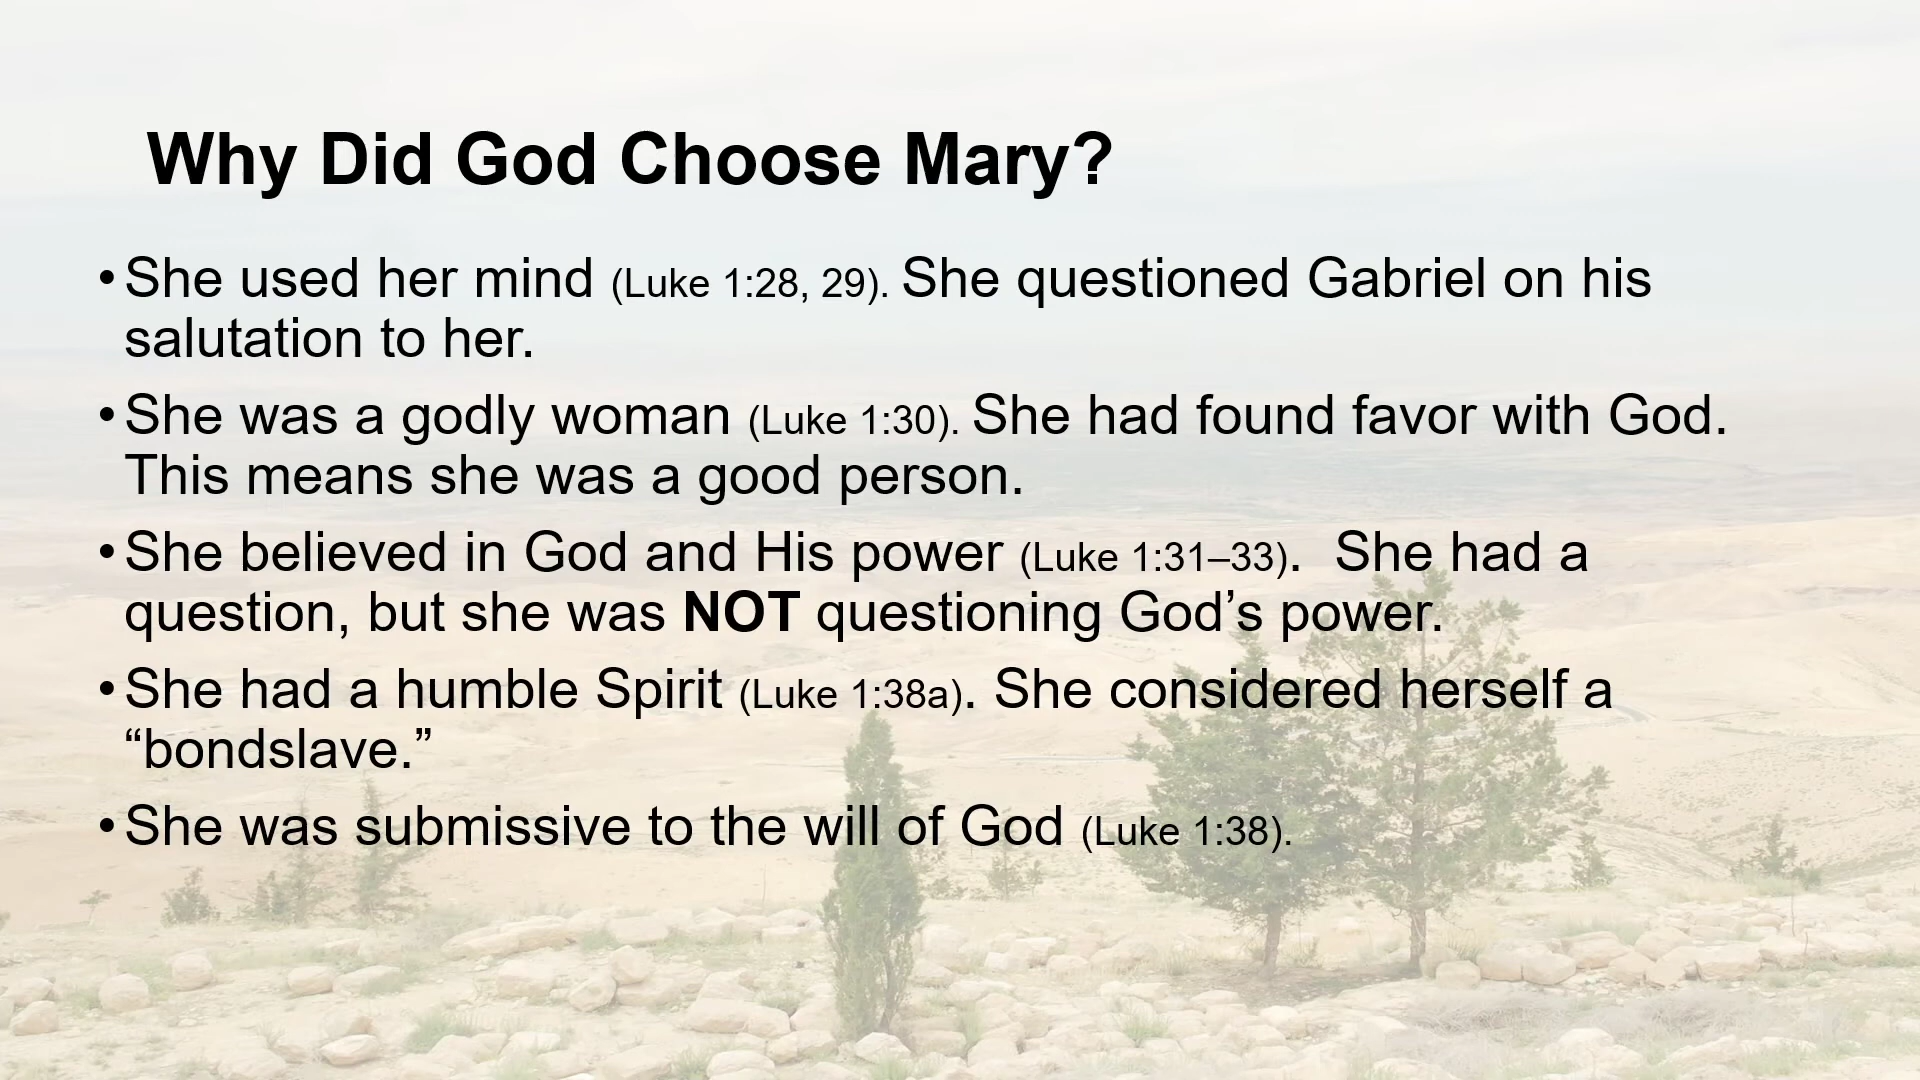 Why Did God Choose Mary?
•She used her mind (Luke 1:28, 29). She questioned Gabriel on his
salutation to her.
•She was a godly woman (Luke 1:30). She had found favor with God.
This means she was a good person.
•She believed in God and His power (Luke 1:31–33).  She had a
question, but she was NOT questioning God’s power.
•She had a humble Spirit (Luke 1:38a). She considered herself a
“bondslave.”
•She was submissive to the will of God (Luke 1:38).